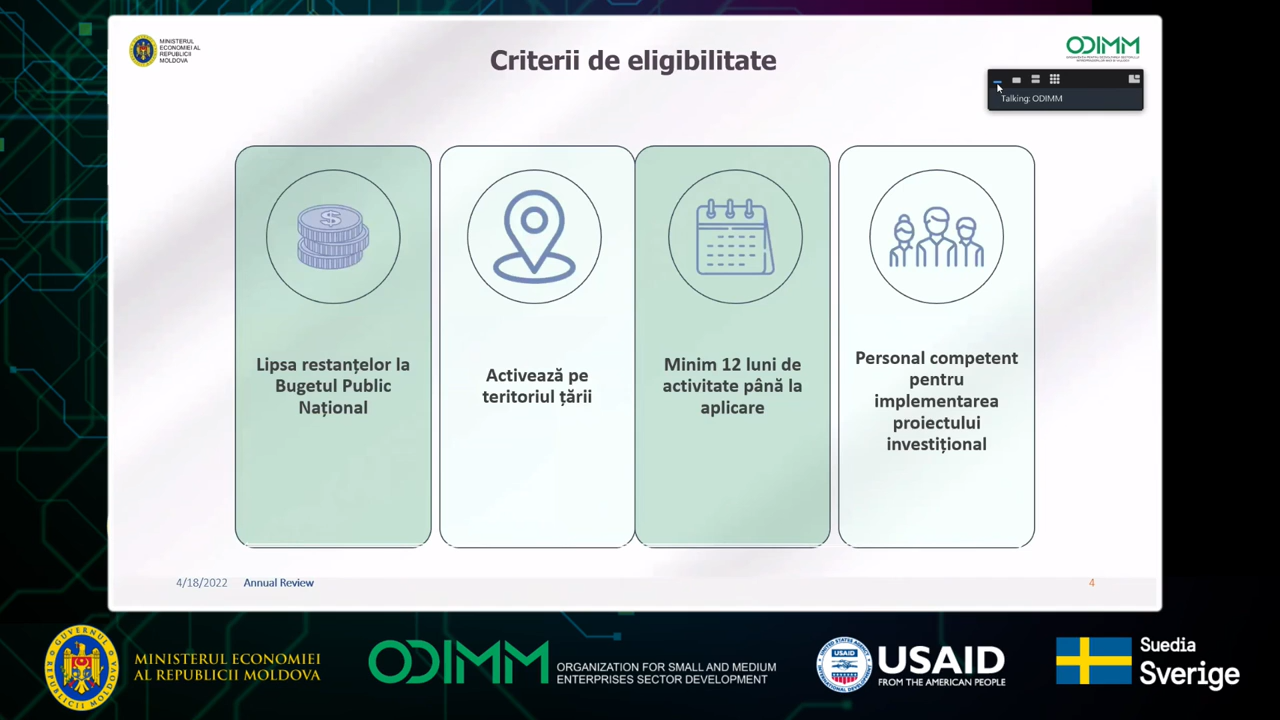 MINISTERUL
ECONOMIEI AL
REPUBLICII
MOLDOVA
Criterii de eligibilitate
ODIMM
Talking: ODIMM
Lipsa restanțelor la
Bugetul Public
Național
Activează pe
teritoriul țării
Minim 12 luni de
activitate până la
aplicare
Personal competent
pentru
implementarea
proiectului
investițional
4/18/2022 Annual Review
4
MINISTERUL ECONOMIEI
AL REPUBLICII MOLDOVA
ODIMM
ORGANIZATION FOR SMALL AND MEDIUM
ENTERPRISES SECTOR DEVELOPMENT
USAID
FROM THE AMERICAN PEOPLE
Suedia
Sverige